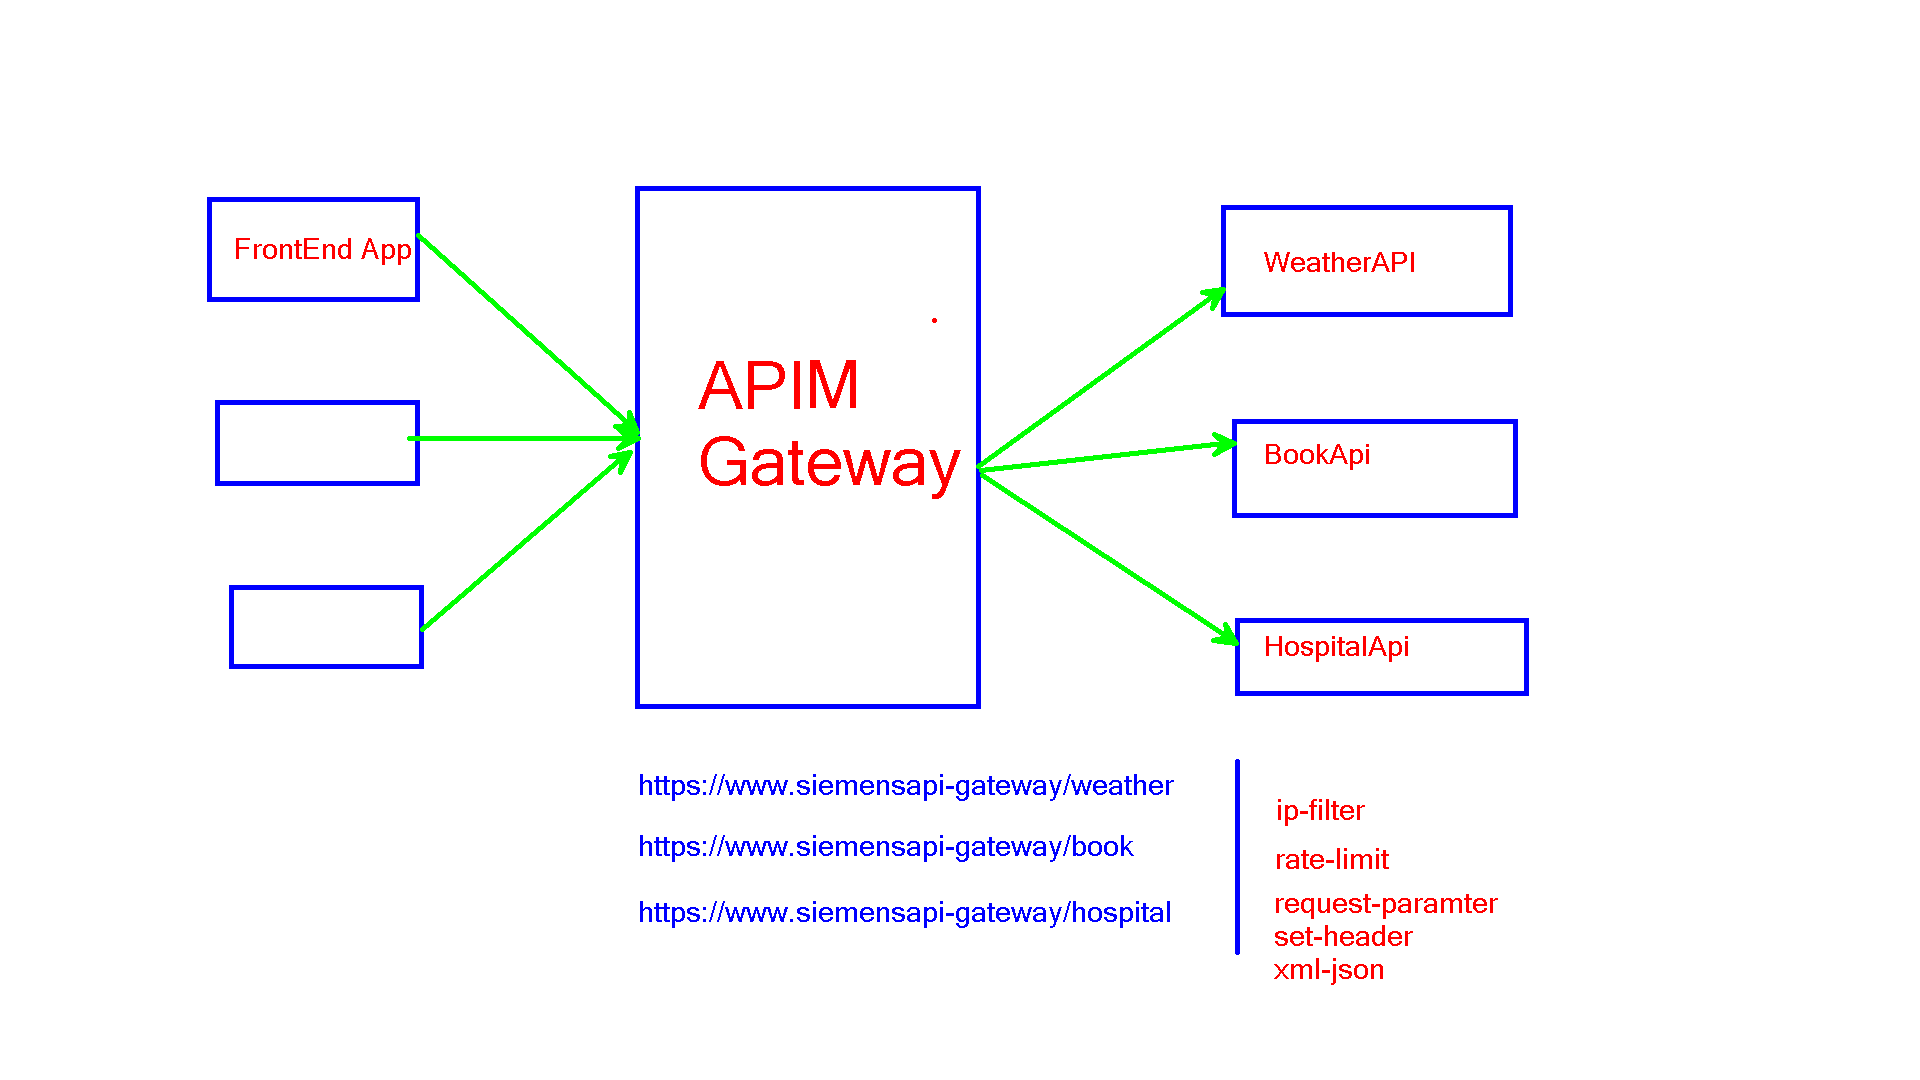 FrontEnd App
APIM
Gateway
WeatherAPI
BookApi
HospitalApi
https://www.siemensapi-gateway/weather
https://www.siemensapi-gateway/book
https://www.siemensapi-gateway/hospital
ip-filter
rate-limit
request-paramter
set-header
xml-json